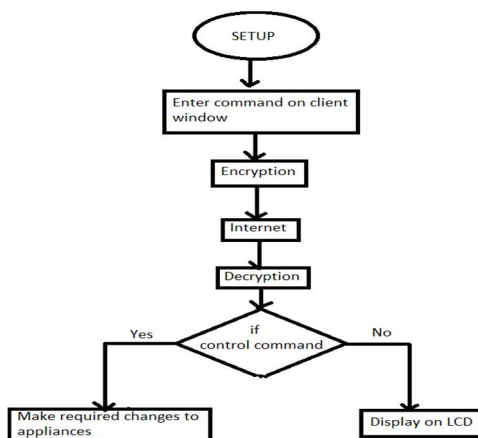 SETUP
Enter command on client
window
Encryption
Internet
Decryption
if
control command
Yes
No
Make required changes to
appliances
Display on LCD